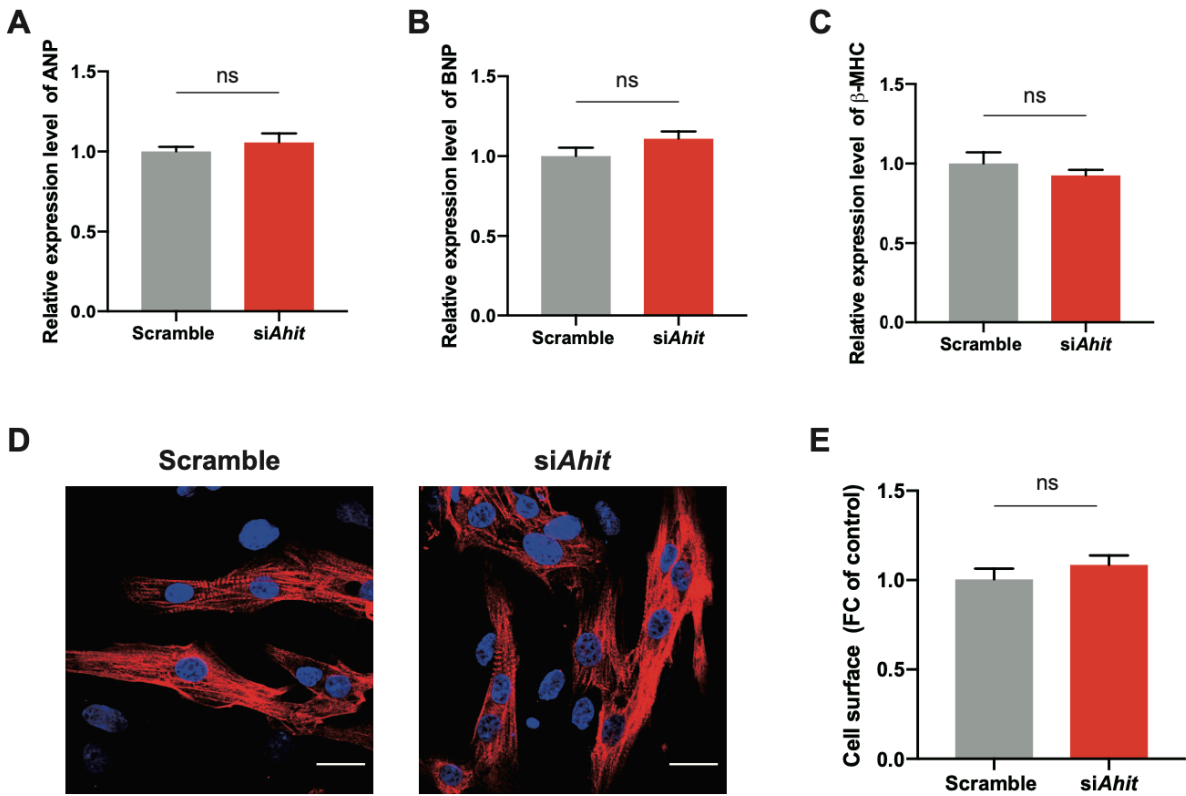 A
Relative expression level of ANP
1.5
1.0
0.5
0.0
ns
Scramble
siAhit
B
Relative expression level of BNP
1.5
1.0
0.5
0.0
ns
Scramble
siAhit
C
Relative expression level of β-MHC
1.5
1.0
0.5
0.0
ns
Scramble
siAhit
D
Scramble
siAhit
E
Cell surface (FC of control)
1.5
1.0
0.5
0.0
ns
Scramble
siAhit